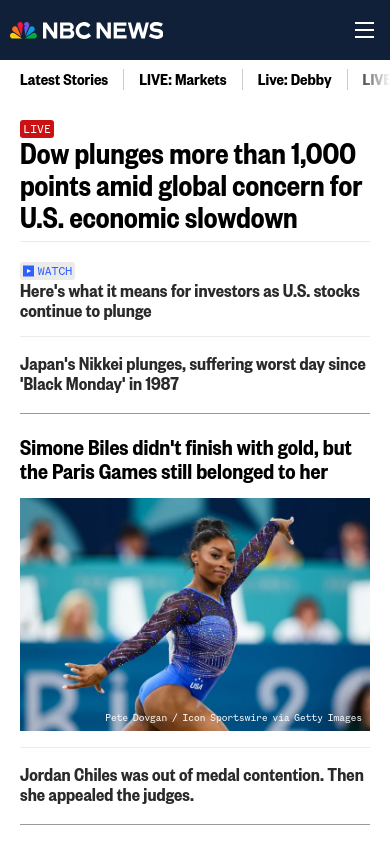 NBC NEWS
Latest Stories LIVE: Markets Live: Debby LIVE
LIVE
Dow plunges more than 1,000
points amid global concern for
U.S. economic slowdown
WATCH
Here's what it means for investors as U.S. stocks
continue to plunge
Japan's Nikkei plunges, suffering worst day since
'Black Monday' in 1987
Simone Biles didn't finish with gold, but
the Paris Games still belonged to her
USA
Pete Dovgan / Icon Sportswire via Getty Images
Jordan Chiles was out of medal contention. Then
she appealed the judges.